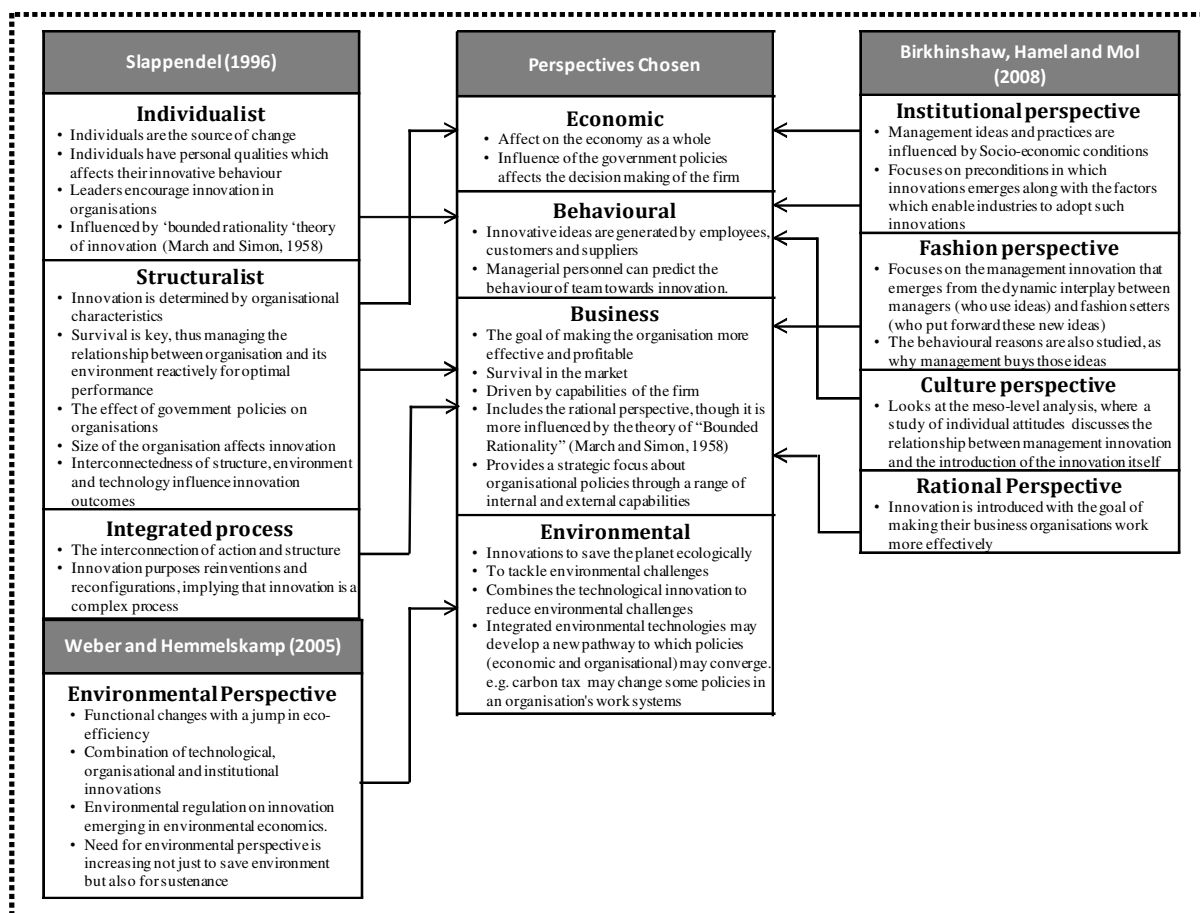 Slappendel (1996)
Individualist
• Individuals are the source of change
• Individuals have personal qualities which
affects their innovative behaviour
• Leaders encourage innovation in
organisations
• Influenced by ‘bounded rationality ‘theory
of innovation (March and Simon, 1958)
Structuralist
• Innovation is determined by organisational
characteristics
• Survival is key, thus managing the
relationship between organisation and its
environment reactively for optimal
performance
• The effect of government policies on
organisations
• Size of the organisation affects innovation
• Interconnectedness of structure, environment
and technology influence innovation
outcomes
Integrated process
• The interconnection of action and structure
• Innovation purposes reinventions and
reconfigurations, implying that innovation is a
complex process
Weber and Hemmelskamp (2005)
Environmental Perspective
• Functional changes with a jump in eco-
efficiency
• Combination of technological,
organisational and institutional
innovations
• Environmental regulation on innovation
emerging in environmental economics.
• Need for environmental perspective is
increasing not just to save environment
but also for sustenance
Perspectives Chosen
Economic
• Affect on the economy as a whole
• Influence of the government policies
affects the decision making of the firm
Behavioural
• Innovative ideas are generated by employees,
customers and suppliers
• Managerial personnel can predict the
behaviour of team towards innovation.
Business
• The goal of making the organisation more
effective and profitable
• Survival in the market
• Driven by capabilities of the firm
• Includes the rational perspective, though it is
more influenced by the theory of “Bounded
Rationality” (March and Simon, 1958)
• Provides a strategic focus about
organisational policies through a range of
internal and external capabilities
Environmental
• Innovations to save the planet ecologically
• To tackle environmental challenges
• Combines the technological innovation to
reduce environmental challenges
• Integrated environmental technologies may
develop a new pathway to which policies
(economic and organisational) may converge.
e.g. carbon tax may change some policies in
an organisation's work systems
Birkhinshaw, Hamel and Mol
(2008)
Institutional perspective
• Management ideas and practices are
influenced by Socio-economic conditions
• Focuses on preconditions in which
innovations emerges along with the factors
which enable industries to adopt such
innovations
Fashion perspective
• Focuses on the management innovation that
emerges from the dynamic interplay between
managers (who use ideas) and fashion setters
(who put forward these new ideas)
• The behavioural reasons are also studied, as
why management buys those ideas
Culture perspective
• Looks at the meso-level analysis, where a
study of individual attitudes discusses the
relationship between management innovation
and the introduction of the innovation itself
Rational Perspective
• Innovation is introduced with the goal of
making their business organisations work
more effectively